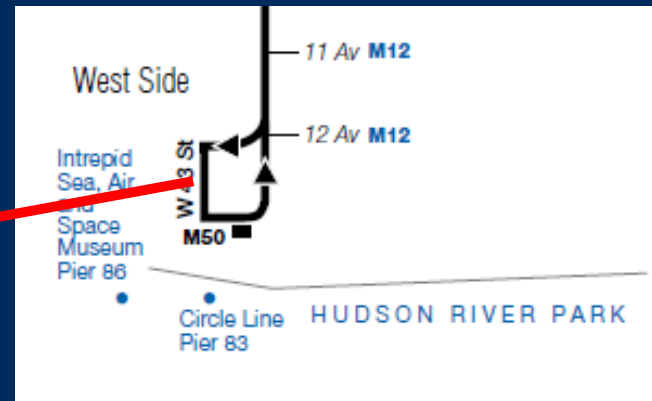 11 Av M12
West Side
12 Av M12
W 43 St
Intrepid
Sea, Air
and
Space
Museum
Pier 86
M50
Circle Line
Pier 83
HUDSON RIVER PARK